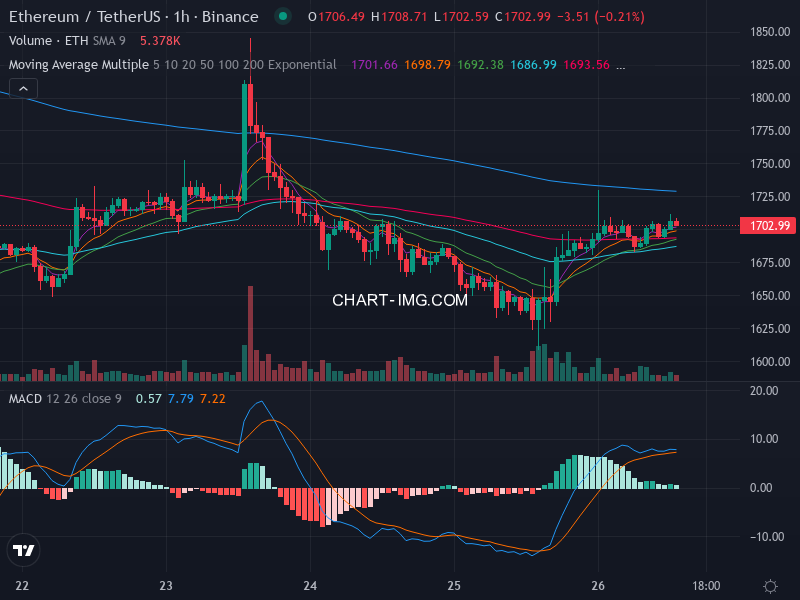 Ethereum / TetherUS · 1h · Binance O1706.49 H1708.71 L1702.59 C1702.99 −3.51 (−0.21%)
Volume · ETH SMA 9 5.378K
Moving Average Multiple 5 10 20 50 100 200 Exponential 1701.66 1698.79 1692.38 1686.99 1693.56 ...
1850.00
1825.00
1800.00
1775.00
1750.00
1725.00
1702.99
1675.00
1650.00
1625.00
1600.00
CHART-IMG.COM
MACD 12 26 close 9 0.57 7.79 7.22
20.00
10.00
0.00
−10.00
22 23 24 25 26 18:00